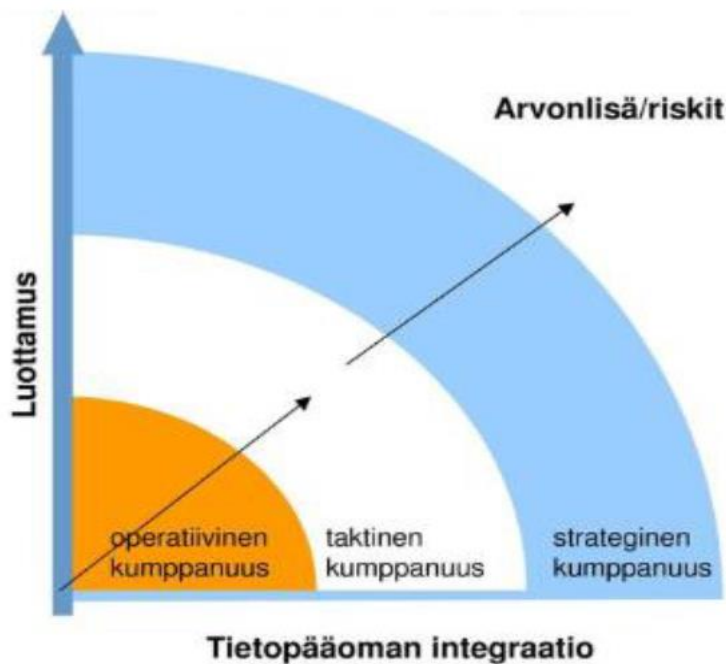 Arvonlisä/riskit
Luottamus
operatiivinen
kumppanuus
taktinen
kumppanuus
strateginen
kumppanuus
Tietopääoman integraatio